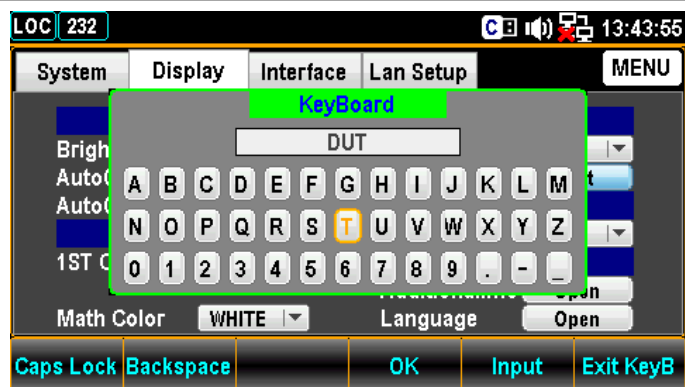 LOC 232 C 13:43:55
System Display Interface Lan Setup MENU
KeyBoard
DUT
Brigh
Auto
A B C D E F G H I J K L M
Auto
N O P Q R S T U V W X Y Z
1ST
0 1 2 3 4 5 6 7 8 9 . - _
Open
Math Color WHITE Language Open
Caps Lock Backspace OK Input Exit KeyB